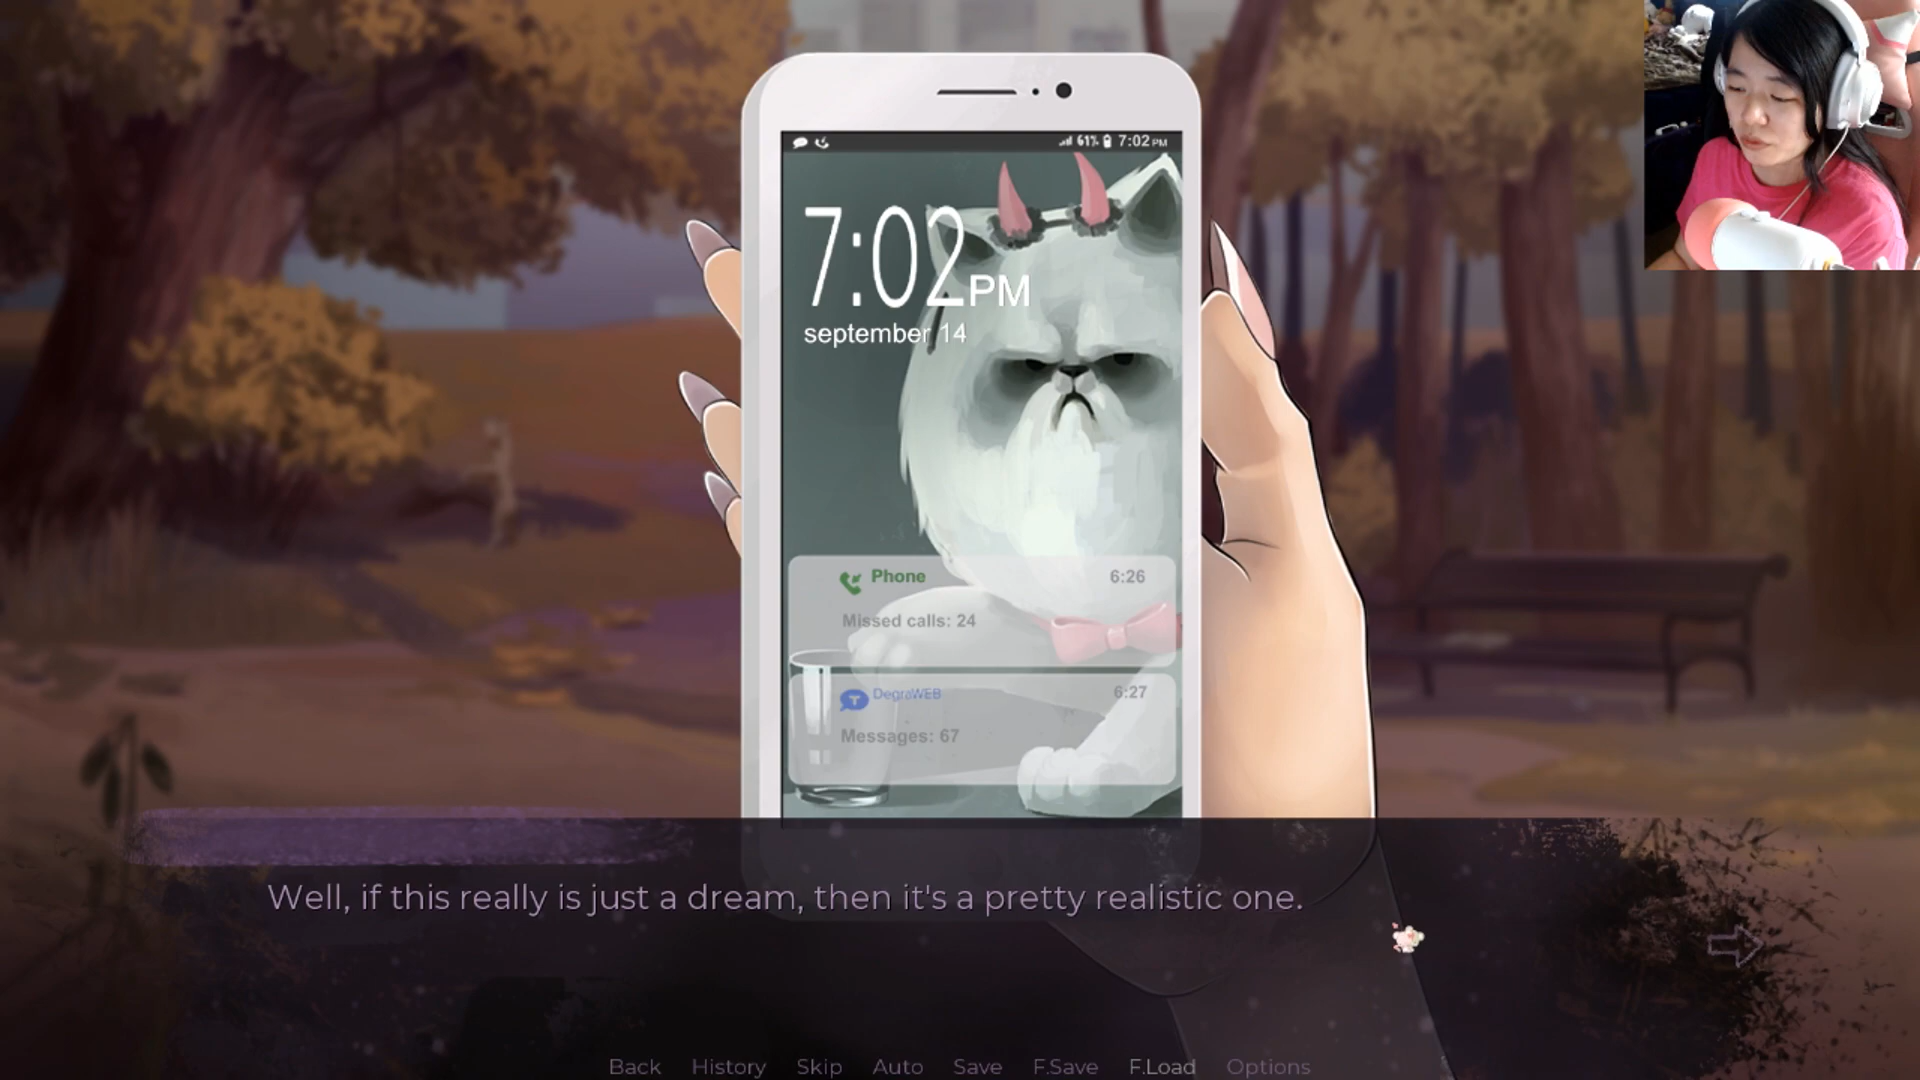 61% 7:02 PM
7:02 PM
september 14
Phone 6:26
Missed calls: 24
DegraWEB 6:27
Messages: 67
Well, if this really is just a dream, then it's a pretty realistic one.
Back History Skip Auto Save F.Save F.Load Options